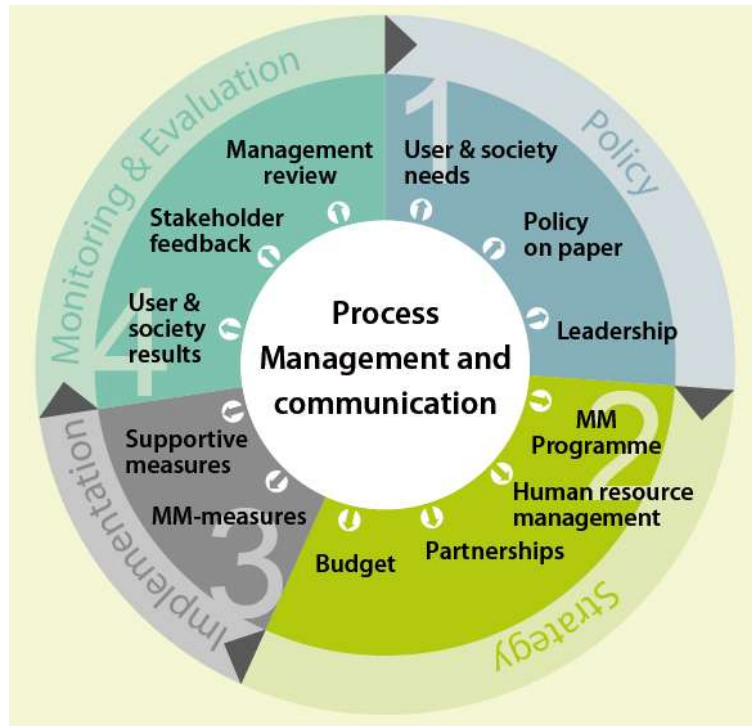 Process
Management and
communication
1
Policy
User & society
needs
Policy
on paper
Leadership
2
Strategy
MM
Programme
Human resource
management
Partnerships
Budget
3
Implementation
MM-measures
Supportive
measures
4
Monitoring & Evaluation
User &
society
results
Stakeholder
feedback
Management
review